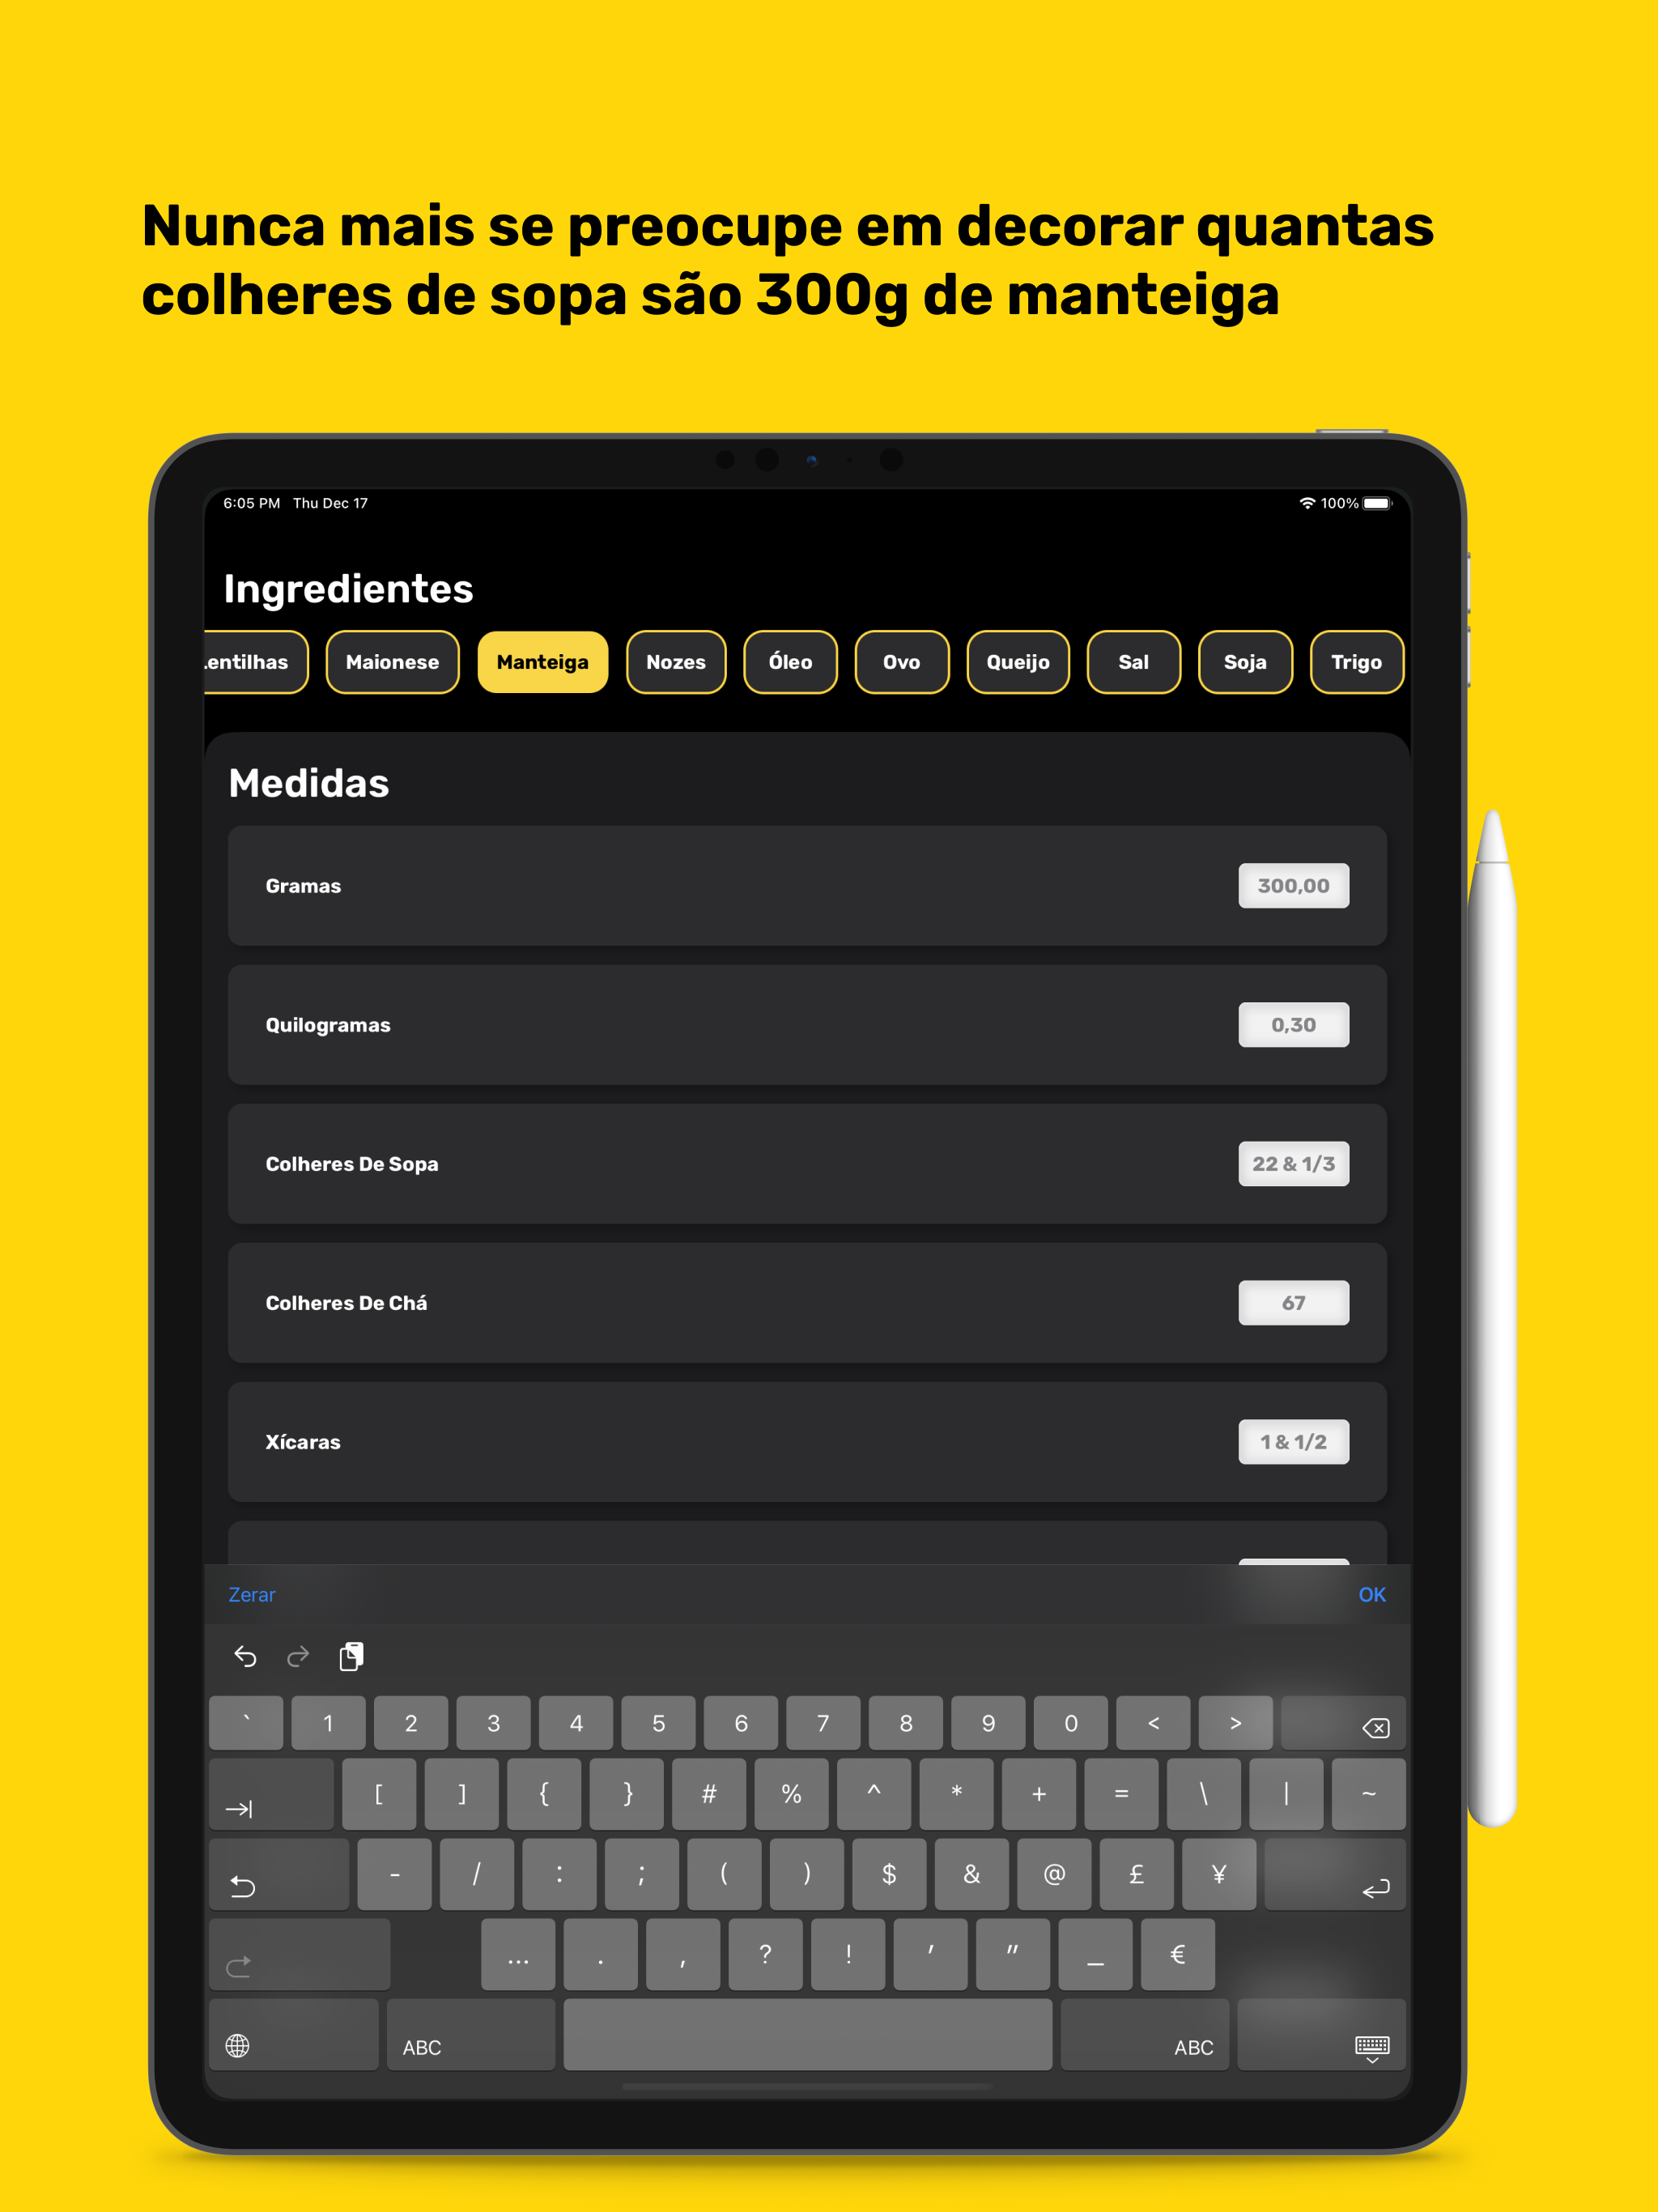 Nunca mais se preocupe em decorar quantas
colheres de sopa são 300g de manteiga
6:05 PM Thu Dec 17 100%
Ingredientes
entilhas Maionese Manteiga Nozes Óleo Ovo Queijo Sal Soja Trigo
Medidas
Gramas 300,00
Quilogramas 0,30
Colheres De Sopa 22 & 1/3
Colheres De Chá 67
Xícaras 1 & 1/2
Zerar OK
` 1 2 3 4 5 6 7 8 9 0 < >
[ ] { } # % ^ * + = \ | ~
- / : ; ( ) $ & @ £ ¥
... . , ? ! ' " _ €
ABC ABC